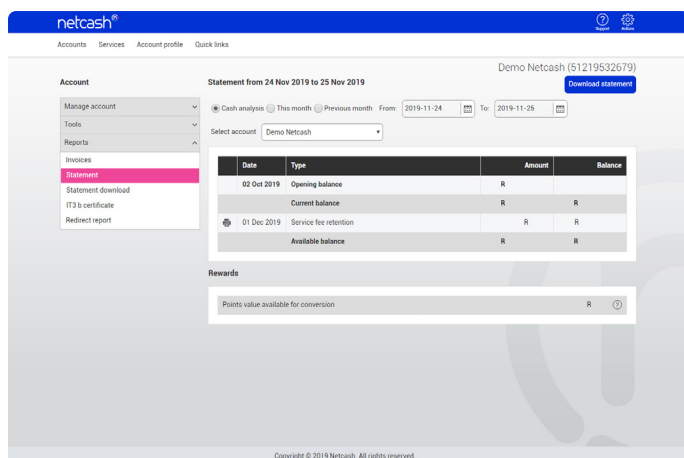 netcash®
Support Actions
Accounts Services Account profile Quick links
Demo Netcash (51219532679)
Account
Statement from 24 Nov 2019 to 25 Nov 2019
Download statement
Manage account
Tools
Reports
Invoices
Statement
Statement download
IT3 b certificate
Redirect report
Cash analysis This month Previous month From: 2019-11-24 To: 2019-11-25
Select account Demo Netcash
Date Type Amount Balance
02 Oct 2019 Opening balance R
Current balance R R
01 Dec 2019 Service fee retention R R
Available balance R R
Rewards
Points value available for conversion R ?
Copyright © 2019 Netcash. All rights reserved.